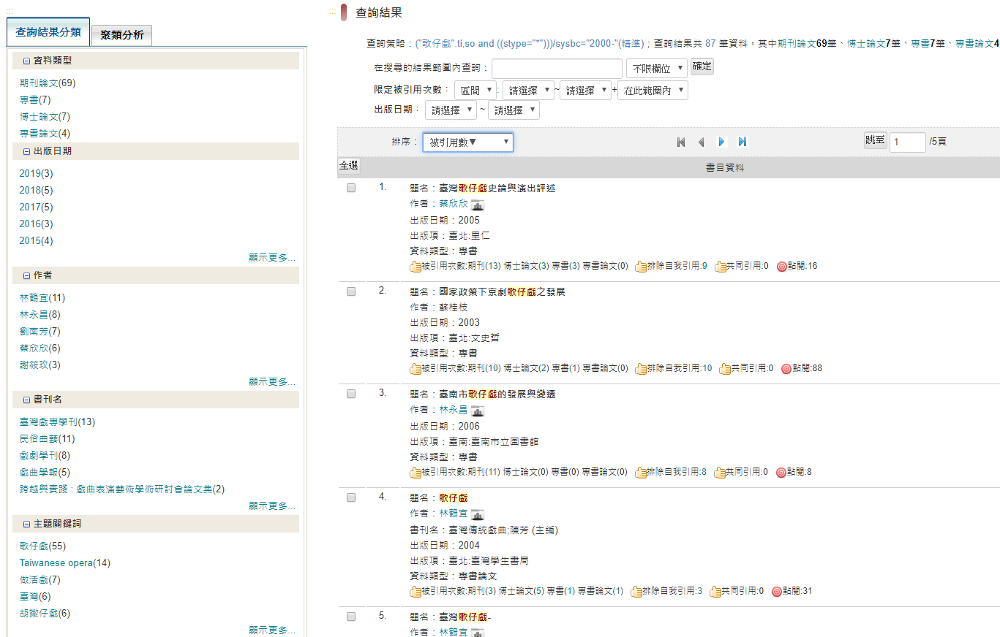 :::
查詢結果分類
聚類分析
資料類型
期刊論文(69)
專書(7)
博士論文(7)
專書論文(4)
出版日期
2019(3)
2018(5)
2017(5)
2016(3)
2015(4)
顯示更多...
作者
林鶴宜(11)
林永昌(8)
劉南芳(7)
蔡欣欣(6)
謝筱玫(3)
顯示更多...
書刊名
臺灣戲專學刊(13)
民俗曲藝(11)
戲劇學刊(8)
戲曲學報(5)
跨越與實踐 : 戲曲表演藝術學術研討會論文集(2)
顯示更多...
主題關鍵詞
歌仔戲(55)
Taiwanese opera(14)
做活戲(7)
臺灣(6)
胡撇仔戲(6)
顯示更多...
:::
查詢結果
查詢策略：("歌仔戲".ti,so and ((stype="*")))/sysbc="2000-"(精準)；查詢結果共 87 筆資料。其中期刊論文69筆、博士論文7筆、專書7筆、專書論文4
在搜尋的結果範圍內查詢： 不限欄位 ▼ 確定
限定被引用次數： 區間 ▼ : 請選擇 ▼ ~ 請選擇 ▼ + 在此範圍內 ▼
出版日期： 請選擇 ▼ ~ 請選擇 ▼
排序： 被引用數▼ ▼ 跳至 1 /5頁
全選 書目資料
1. 題名：臺灣歌仔戲史論與演出評述
作者：蔡欣欣
出版日期：2005
出版項：臺北:里仁
資料類型：專書
被引用次數:期刊(13) 博士論文(3) 專書(3) 專書論文(0) 排除自我引用:9 共同引用:0 點閱:16
2. 題名：國家政策下京劇歌仔戲之發展
作者：蘇桂枝
出版日期：2003
出版項：臺北:文史哲
資料類型：專書
被引用次數:期刊(10) 博士論文(2) 專書(1) 專書論文(0) 排除自我引用:10 共同引用:0 點閱:88
3. 題名：臺南市歌仔戲的發展與變遷
作者：林永昌
出版日期：2006
出版項：臺南:臺南市立圖書館
資料類型：專書
被引用次數:期刊(11) 博士論文(0) 專書(0) 專書論文(0) 排除自我引用:8 共同引用:0 點閱:8
4. 題名：歌仔戲
作者：林鶴宜
書刊名：臺灣傳統戲曲;陳芳 (主編)
出版日期：2004
出版項：臺北:臺灣學生書局
資料類型：專書論文
被引用次數:期刊(3) 博士論文(5) 專書(1) 專書論文(1) 排除自我引用:3 共同引用:0 點閱:31
5. 題名：臺灣歌仔戲-
作者：林鶴宜